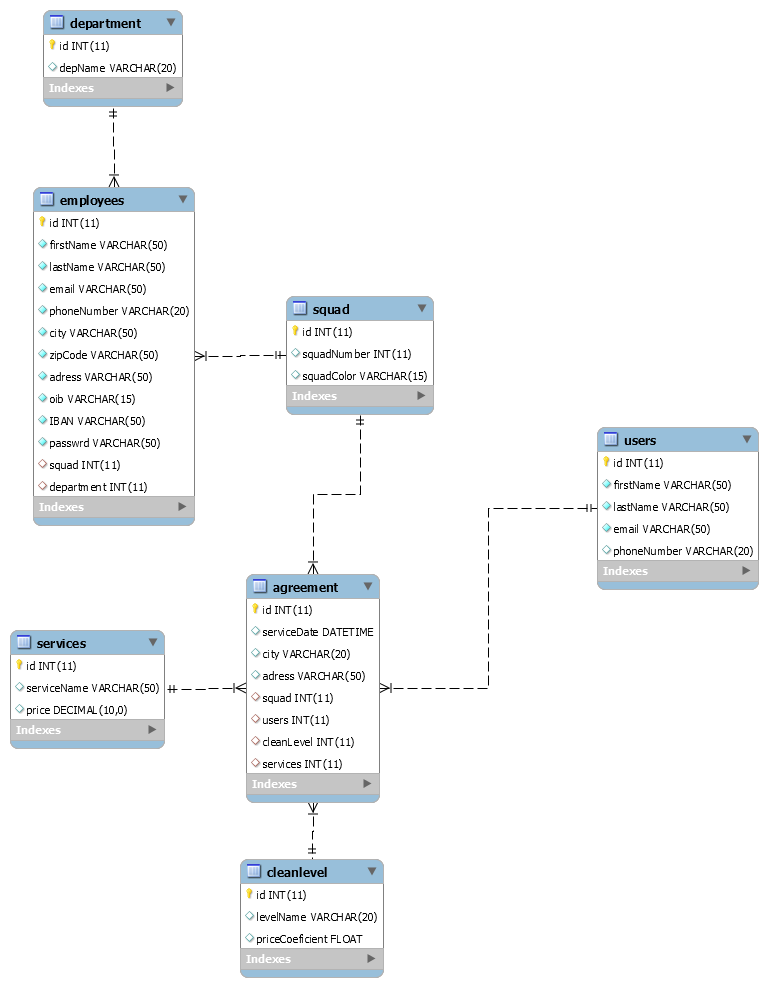 department
id INT(11)
depName VARCHAR(20)
Indexes
employees
id INT(11)
firstName VARCHAR(50)
lastName VARCHAR(50)
email VARCHAR(50)
phoneNumber VARCHAR(20)
city VARCHAR(50)
zipCode VARCHAR(50)
adress VARCHAR(50)
oib VARCHAR(15)
IBAN VARCHAR(50)
passwrd VARCHAR(50)
squad INT(11)
department INT(11)
Indexes
squad
id INT(11)
squadNumber INT(11)
squadColor VARCHAR(15)
Indexes
users
id INT(11)
firstName VARCHAR(50)
lastName VARCHAR(50)
email VARCHAR(50)
phoneNumber VARCHAR(20)
Indexes
agreement
id INT(11)
serviceDate DATETIME
city VARCHAR(20)
adress VARCHAR(50)
squad INT(11)
users INT(11)
cleanLevel INT(11)
services INT(11)
Indexes
services
id INT(11)
serviceName VARCHAR(50)
price DECIMAL(10,0)
Indexes
cleanlevel
id INT(11)
levelName VARCHAR(20)
priceCoeficient FLOAT
Indexes